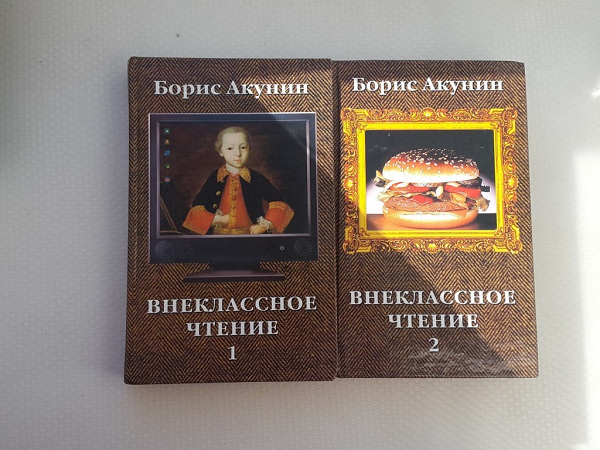 Борис Акунин
ВНЕКЛАССНОЕ
ЧТЕНИЕ
1
Борис Акунин
ВНЕКЛАССНОЕ
ЧТЕНИЕ
2